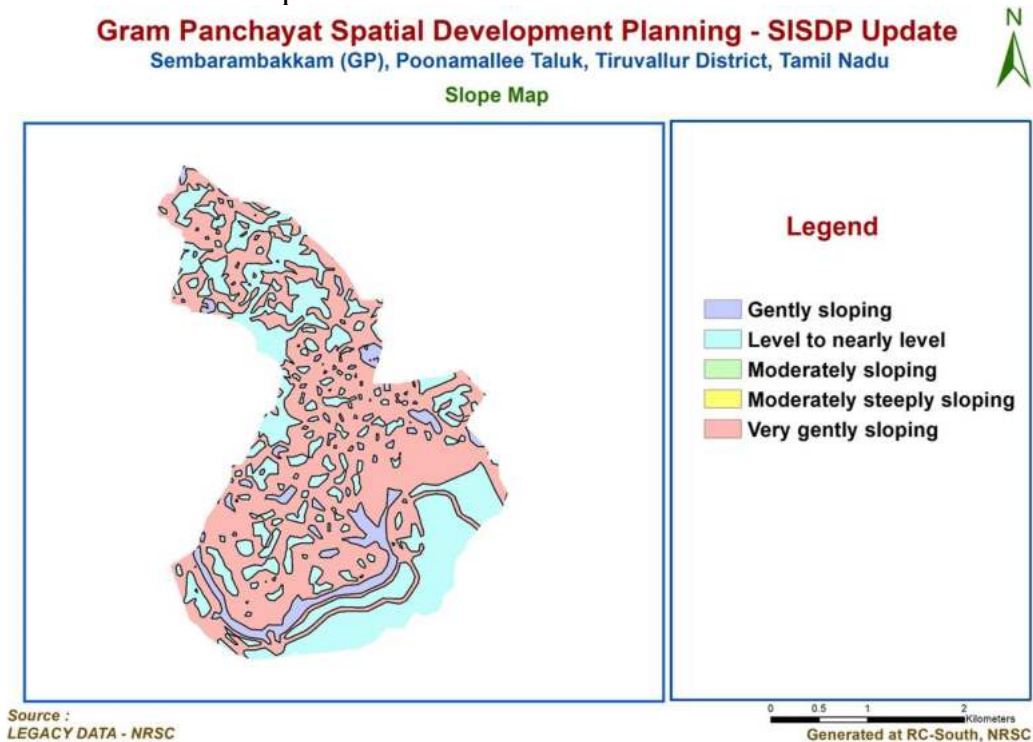 Gram Panchayat Spatial Development Planning - SISDP Update
Sembarambakkam (GP), Poonamallee Taluk, Tiruvallur District, Tamil Nadu
Slope Map
N
Legend
Gently sloping
Level to nearly level
Moderately sloping
Moderately steeply sloping
Very gently sloping
Source :
LEGACY DATA - NRSC
0 0.5 1 2
Kilometers
Generated at RC-South, NRSC